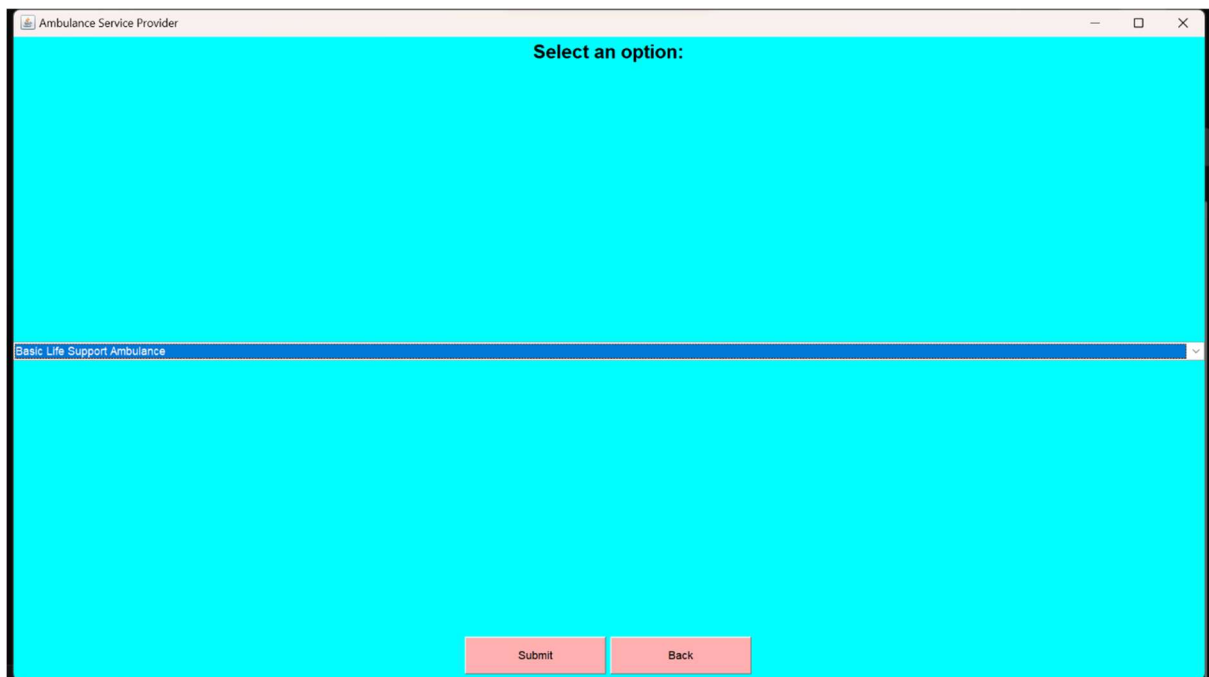 Ambulance Service Provider
Select an option:
Basic Life Support Ambulance
Submit Back